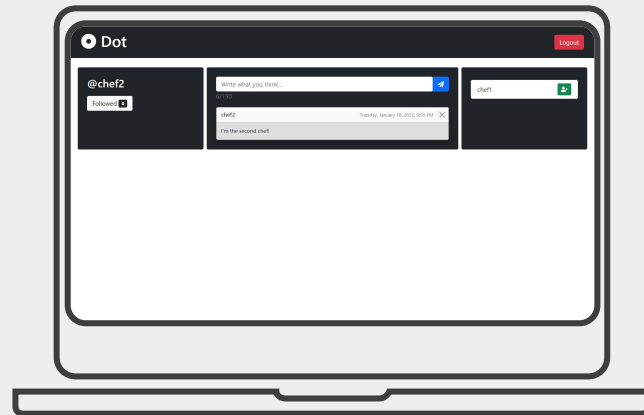 Dot
Logout
@chef2
Followed 0
Write what you think...
0/150
chef2 Tuesday, January 18, 2022, 9:55 PM
I'm the second chef!
chef1